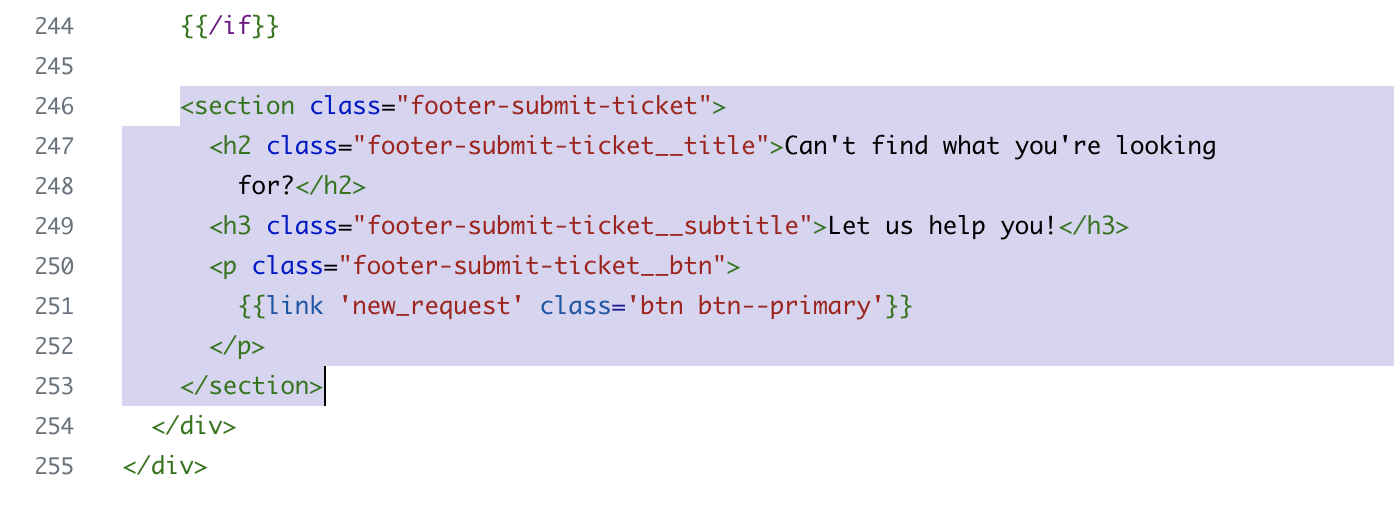 244 {{/if}}
245
246 <section class="footer-submit-ticket">
247 <h2 class="footer-submit-ticket__title">Can't find what you're looking
248 for?</h2>
249 <h3 class="footer-submit-ticket__subtitle">Let us help you!</h3>
250 <p class="footer-submit-ticket__btn">
251 {{link 'new_request' class='btn btn--primary'}}
252 </p>
253 </section>
254 </div>
255 </div>